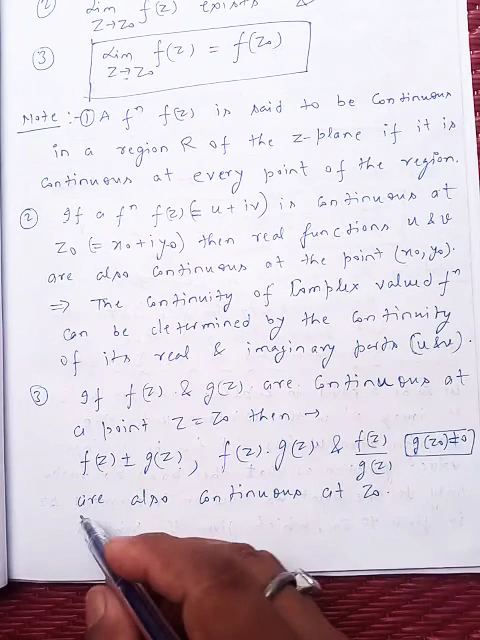 ② Lim f(z) exists
Z→Z₀
③ Lim f(z) = f(Z₀)
Z→Z₀
Note :- ① A fⁿ f(z) is said to be continuous
in a region R of the z-plane if it is
continuous at every point of the region.
② If a fⁿ f(z) (= u + iv) is continuous at
Z₀ (= x₀ + iy₀) then real functions u & v
are also continuous at the point (x₀, y₀).
⇒ The continuity of complex valued fⁿ
can be determined by the continuity
of its real & imaginary parts (u & v).
③ If f(z) & g(z) are continuous at
a point Z = Z₀ then →
f(z) ± g(z), f(z) · g(z) & f(z)/g(z) [g(z₀) ≠ 0]
are also continuous at Z₀.